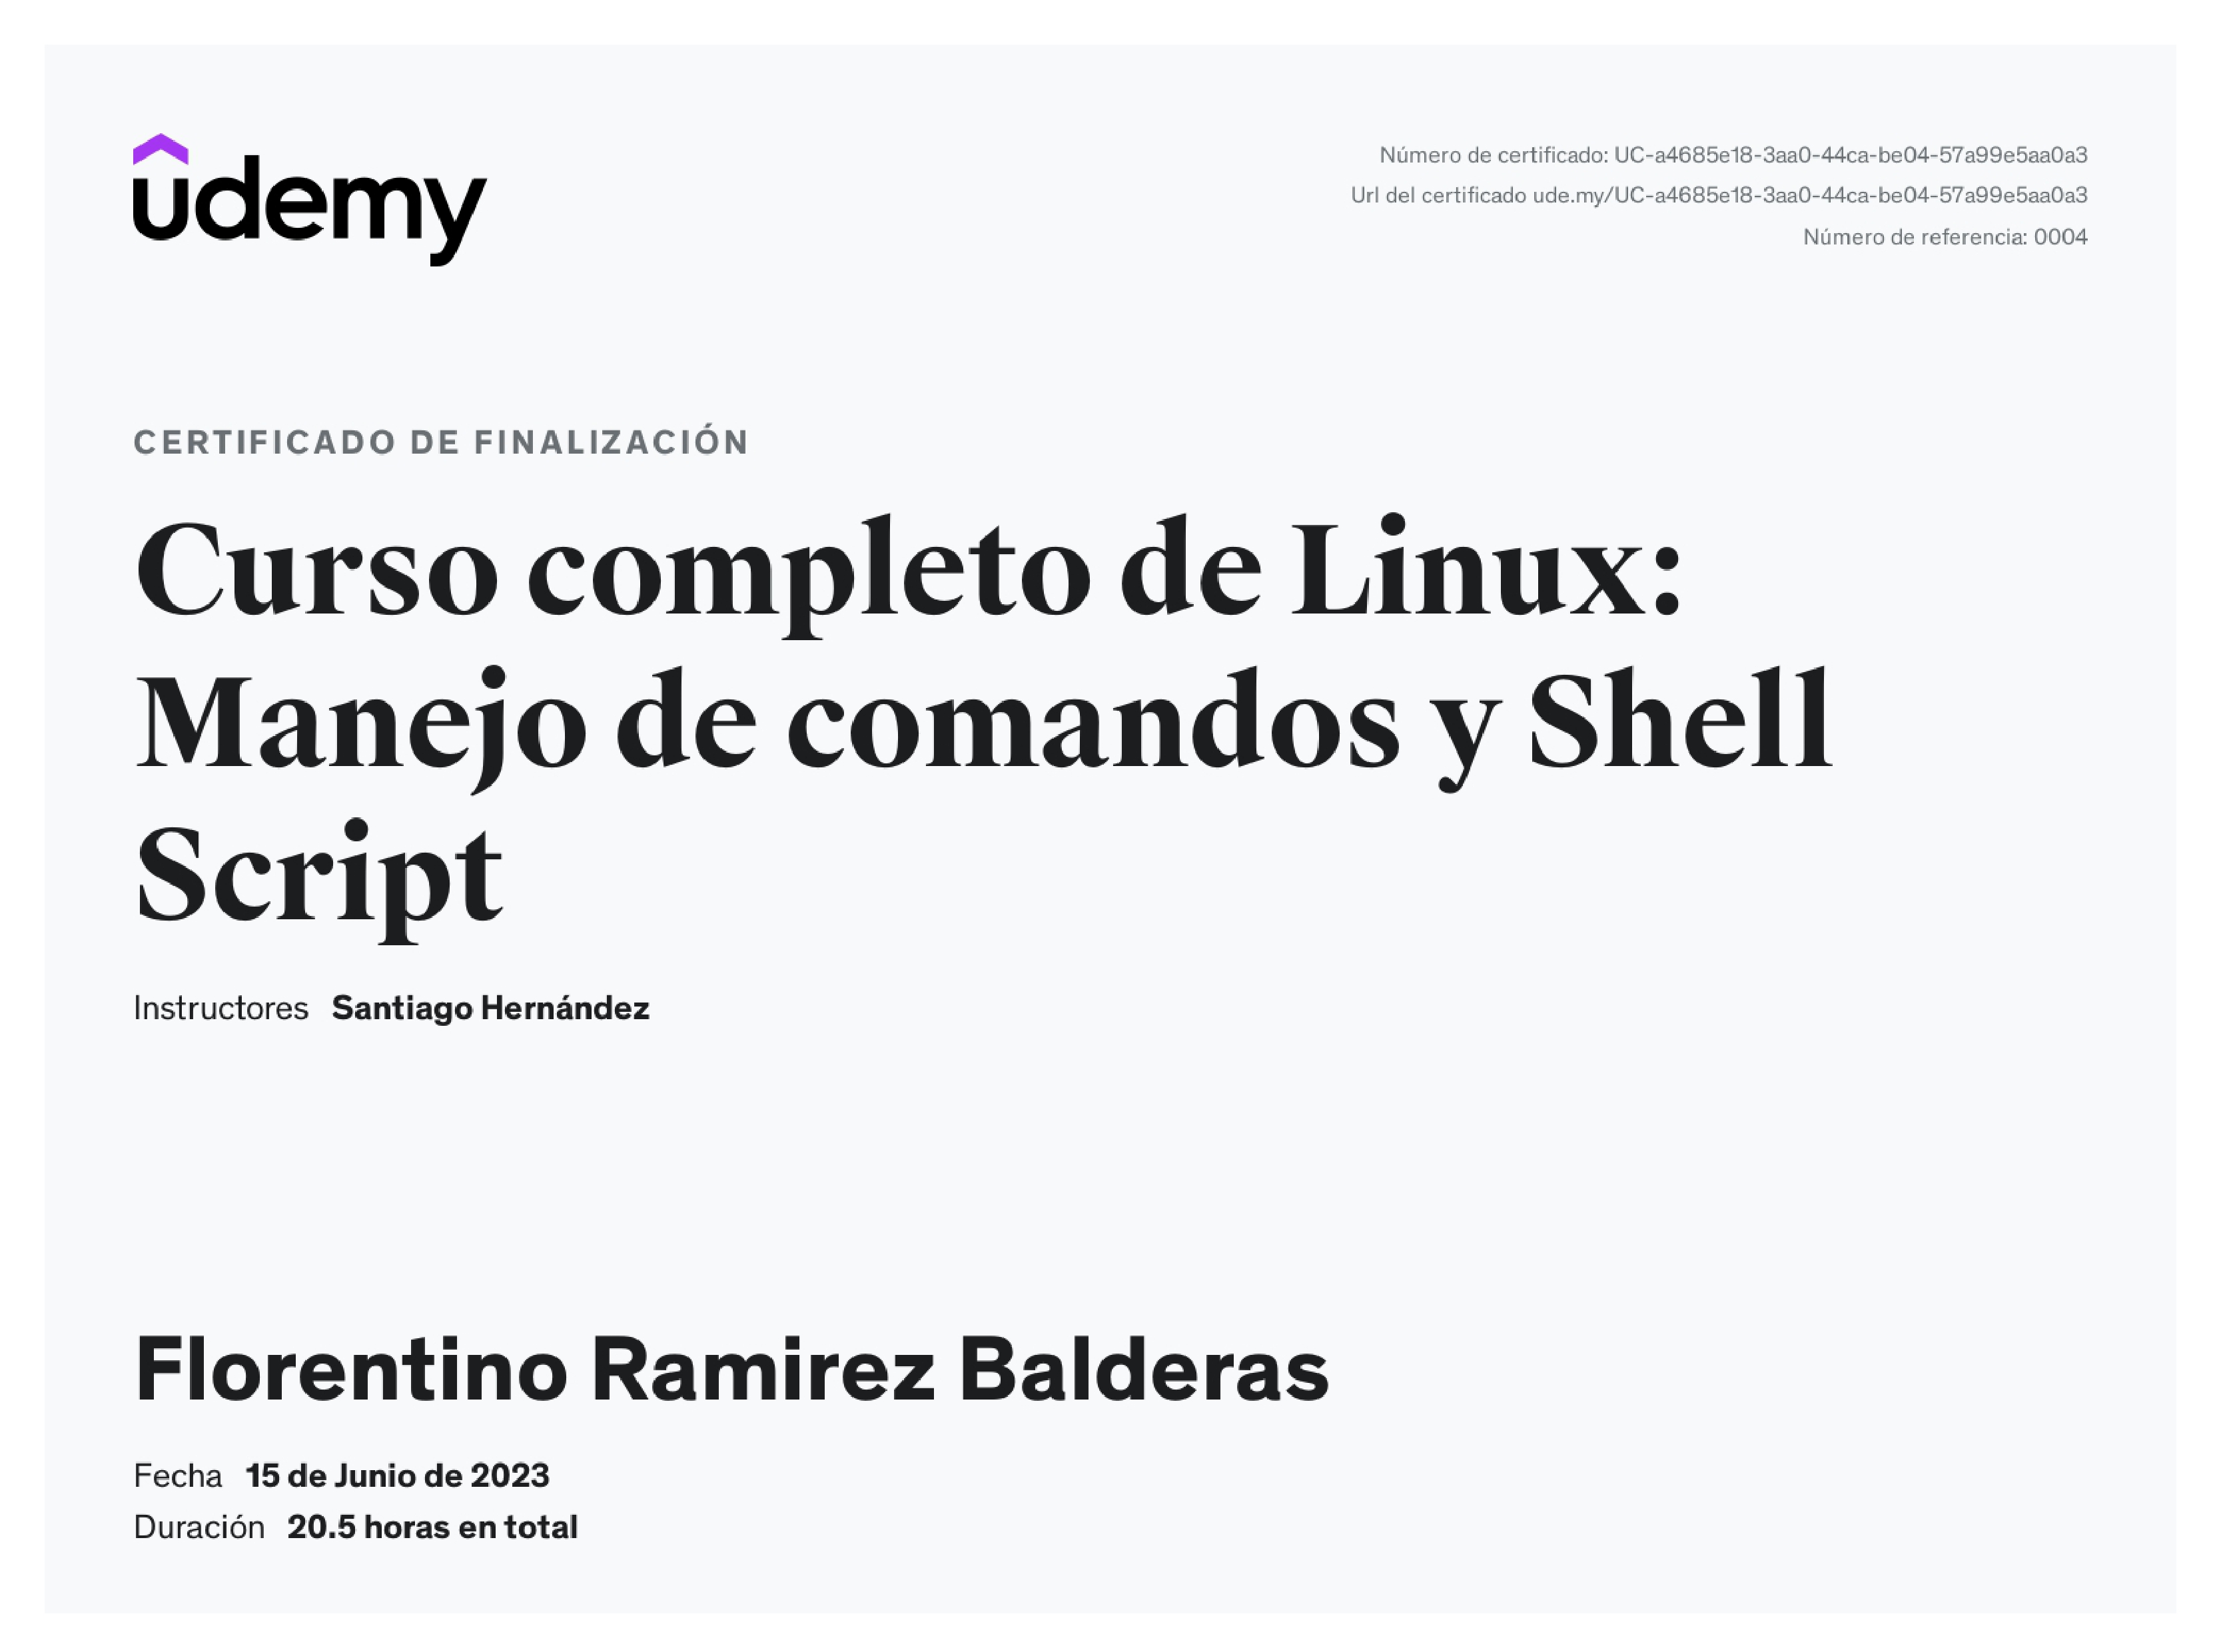 udemy
Número de certificado: UC-a4685e18-3aa0-44ca-be04-57a99e5aa0a3
Url del certificado ude.my/UC-a4685e18-3aa0-44ca-be04-57a99e5aa0a3
Número de referencia: 0004
CERTIFICADO DE FINALIZACIÓN
Curso completo de Linux:
Manejo de comandos y Shell
Script
Instructores Santiago Hernández
Florentino Ramirez Balderas
Fecha 15 de Junio de 2023
Duración 20.5 horas en total